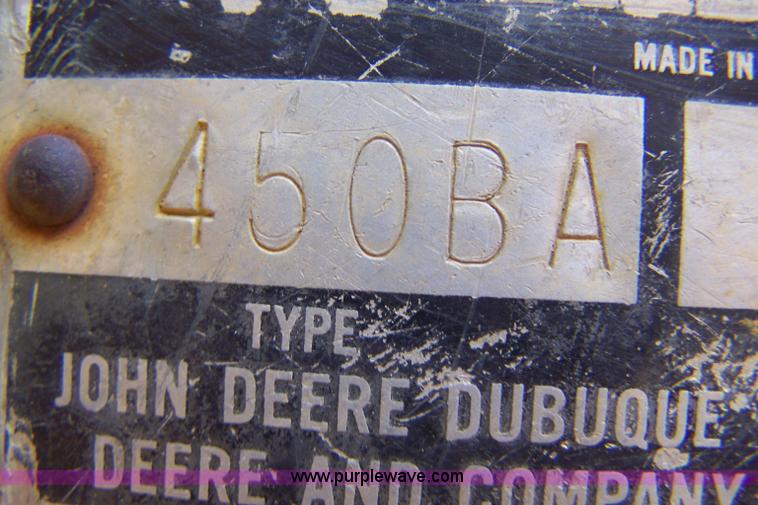 MADE IN
450BA
TYPE
JOHN DEERE DUBUQUE
DEERE AND COMPANY
www.purplewave.com